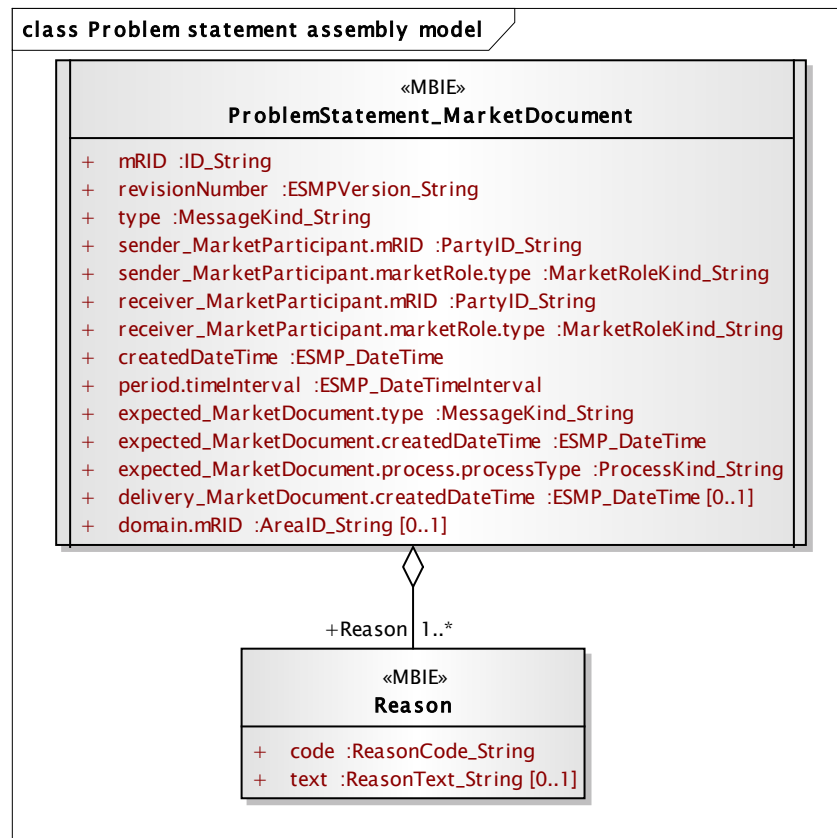 class Problem statement assembly model
«MBIE»
ProblemStatement_MarketDocument
+ mRID :ID_String
+ revisionNumber :ESMPVersion_String
+ type :MessageKind_String
+ sender_MarketParticipant.mRID :PartyID_String
+ sender_MarketParticipant.marketRole.type :MarketRoleKind_String
+ receiver_MarketParticipant.mRID :PartyID_String
+ receiver_MarketParticipant.marketRole.type :MarketRoleKind_String
+ createdDateTime :ESMP_DateTime
+ period.timeInterval :ESMP_DateTimeInterval
+ expected_MarketDocument.type :MessageKind_String
+ expected_MarketDocument.createdDateTime :ESMP_DateTime
+ expected_MarketDocument.process.processType :ProcessKind_String
+ delivery_MarketDocument.createdDateTime :ESMP_DateTime [0..1]
+ domain.mRID :AreaID_String [0..1]
+Reason 1..*
«MBIE»
Reason
+ code :ReasonCode_String
+ text :ReasonText_String [0..1]